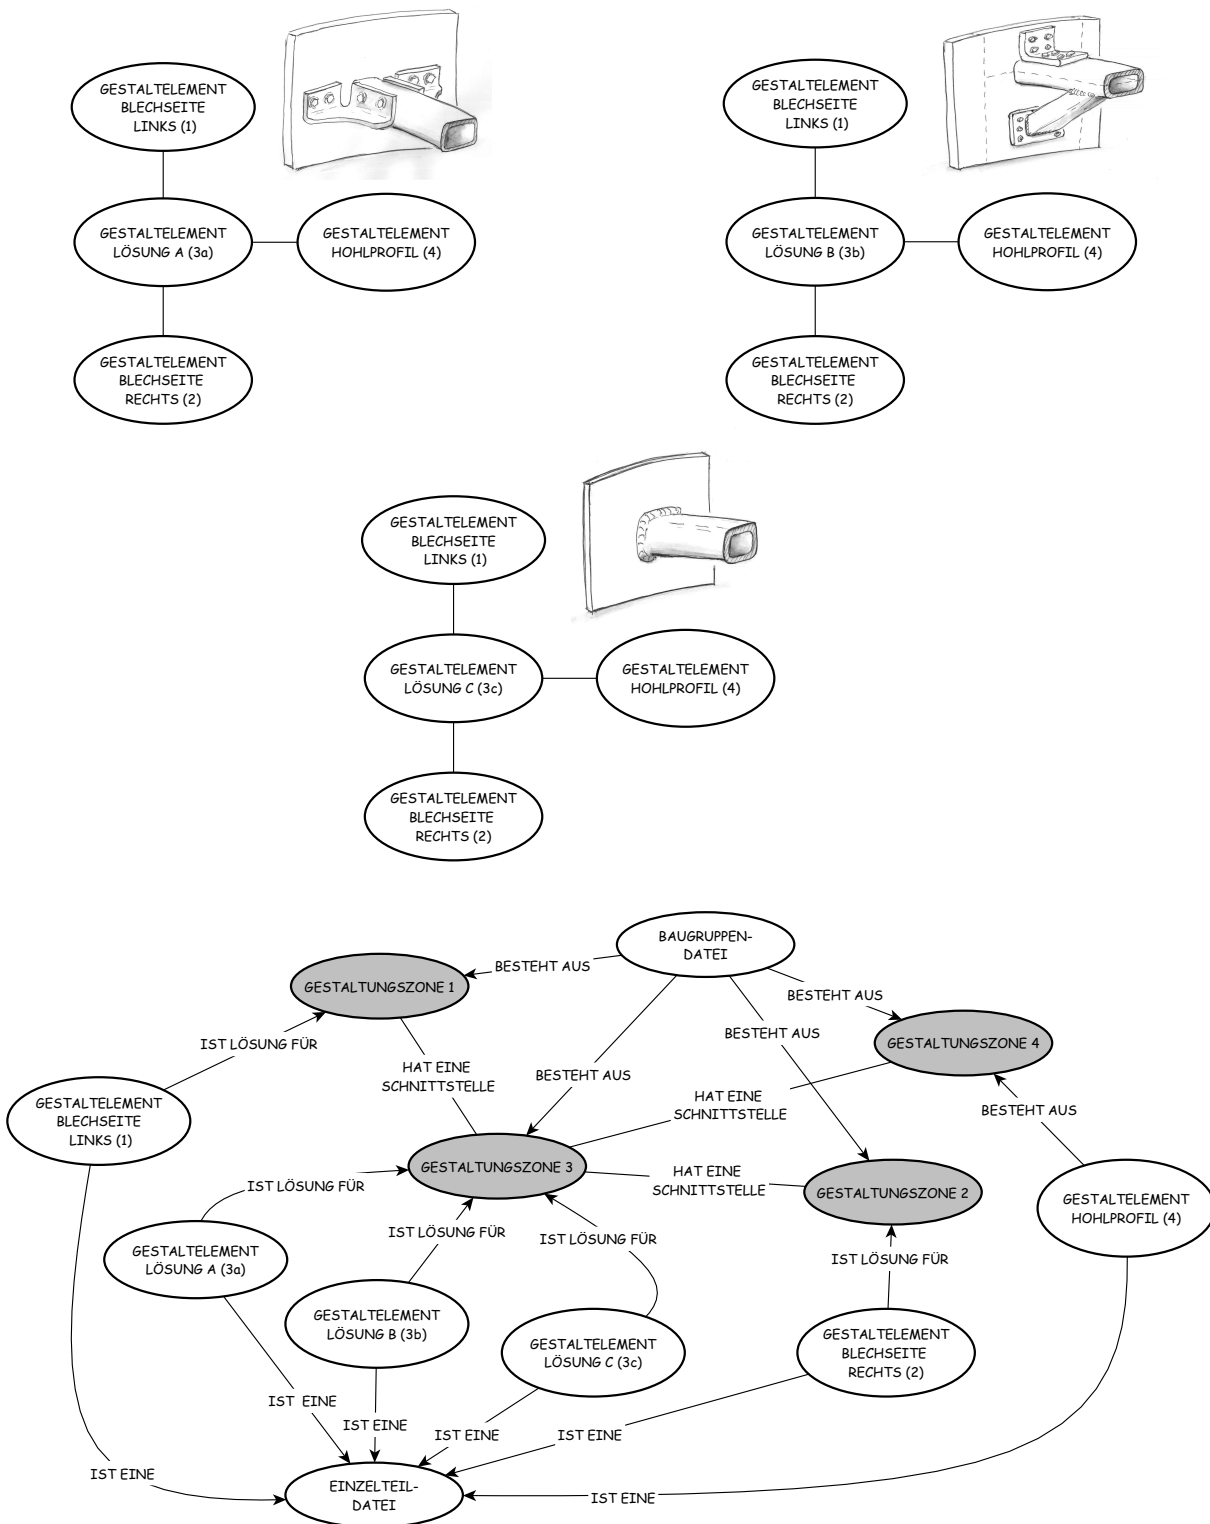 GESTALTELEMENT
BLECHSEITE
LINKS (1)
GESTALTELEMENT
LÖSUNG A (3a)
GESTALTELEMENT
HOHLPROFIL (4)
GESTALTELEMENT
BLECHSEITE
RECHTS (2)
GESTALTELEMENT
BLECHSEITE
LINKS (1)
GESTALTELEMENT
LÖSUNG B (3b)
GESTALTELEMENT
HOHLPROFIL (4)
GESTALTELEMENT
BLECHSEITE
RECHTS (2)
GESTALTELEMENT
BLECHSEITE
LINKS (1)
GESTALTELEMENT
LÖSUNG C (3c)
GESTALTELEMENT
HOHLPROFIL (4)
GESTALTELEMENT
BLECHSEITE
RECHTS (2)
BAUGRUPPEN-
DATEI
BESTEHT AUS
GESTALTUNGSZONE 1
BESTEHT AUS
BESTEHT AUS
IST LÖSUNG FÜR
GESTALTUNGSZONE 4
HAT EINE
SCHNITTSTELLE
BESTEHT AUS
HAT EINE
SCHNITTSTELLE
BESTEHT AUS
GESTALTELEMENT
BLECHSEITE
LINKS (1)
GESTALTUNGSZONE 3
HAT EINE
SCHNITTSTELLE
GESTALTUNGSZONE 2
IST LÖSUNG FÜR
GESTALTELEMENT
HOHLPROFIL (4)
IST LÖSUNG FÜR
IST LÖSUNG FÜR
IST LÖSUNG FÜR
GESTALTELEMENT
LÖSUNG A (3a)
GESTALTELEMENT
LÖSUNG B (3b)
GESTALTELEMENT
LÖSUNG C (3c)
GESTALTELEMENT
BLECHSEITE
RECHTS (2)
IST EINE
IST EINE
IST EINE
IST EINE
IST EINE
IST EINE
EINZELTEIL-
DATEI